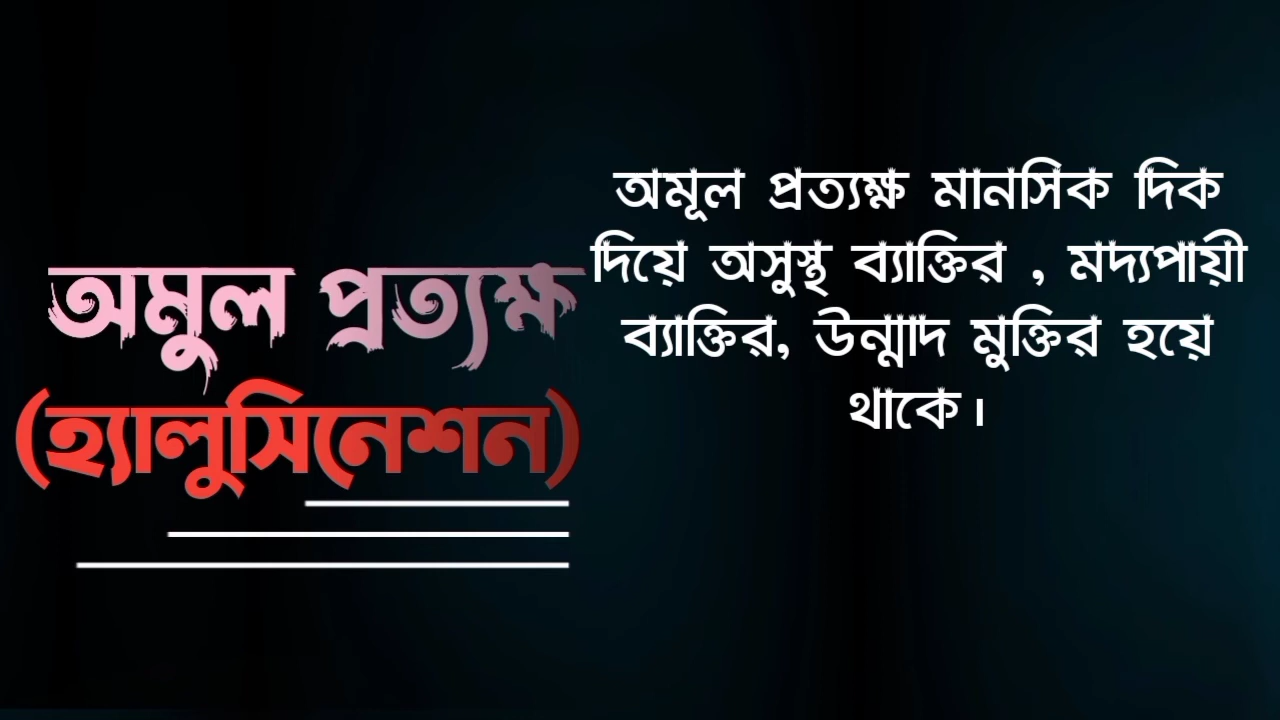 অমুল প্রত্যক্ষ
(হ্যালুসিনেশন)
অমূল প্রত্যক্ষ মানসিক দিক
দিয়ে অসুস্থ ব্যাক্তির , মদ্যপায়ী
ব্যাক্তির, উন্মাদ মুক্তির হয়ে
থাকে।